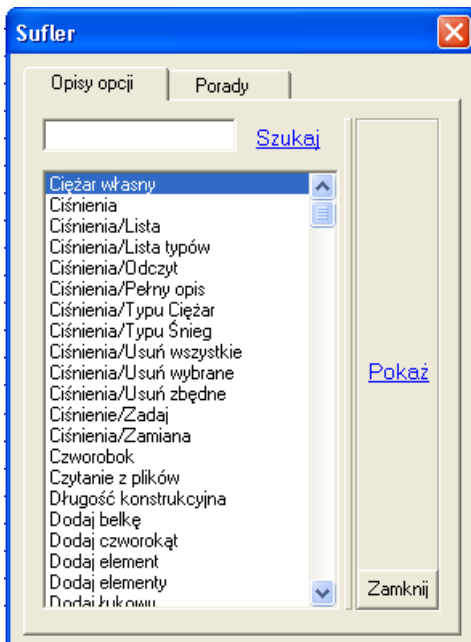 Sufler
Opisy opcji
Porady
Szukaj
Ciężar własny
Ciśnienia
Ciśnienia/Lista
Ciśnienia/Lista typów
Ciśnienia/Odczyt
Ciśnienia/Pełny opis
Ciśnienia/Typu Ciężar
Ciśnienia/Typu Śnieg
Ciśnienia/Usuń wszystkie
Ciśnienia/Usuń wybrane
Ciśnienia/Usuń zbędne
Ciśnienie/Zadaj
Ciśnienia/Zamiana
Czworobok
Czytanie z plików
Długość konstrukcyjna
Dodaj belkę
Dodaj czworokąt
Dodaj element
Dodaj elementy
Dodaj łukowy
Pokaż
Zamknij